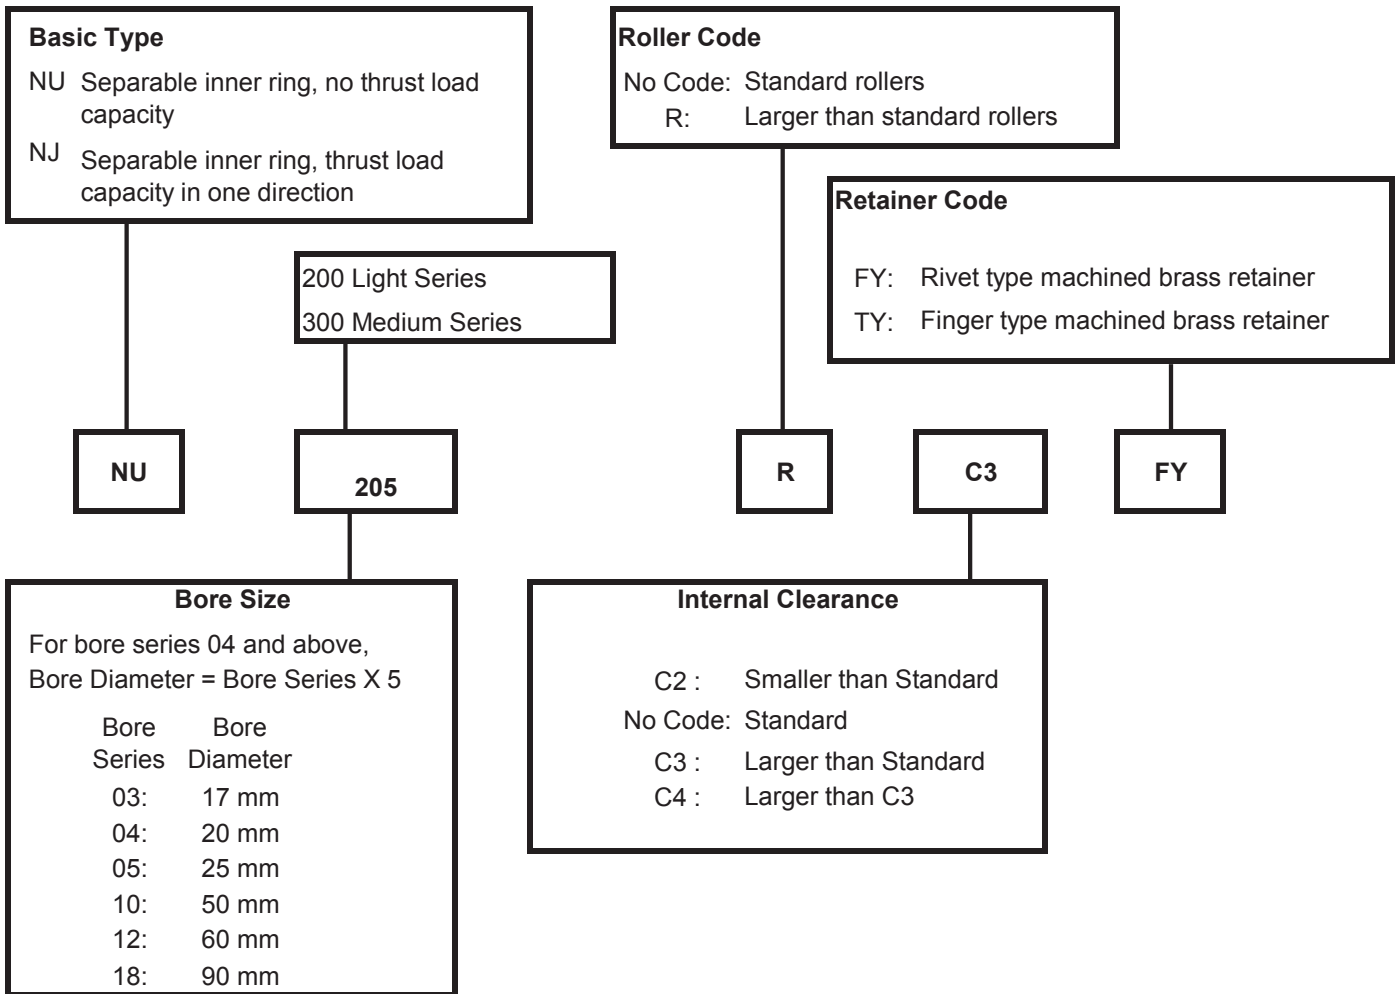 Basic Type
NU Separable inner ring, no thrust load
capacity
NJ Separable inner ring, thrust load
capacity in one direction
Roller Code
No Code: Standard rollers
R: Larger than standard rollers
Retainer Code
FY: Rivet type machined brass retainer
TY: Finger type machined brass retainer
200 Light Series
300 Medium Series
NU
205
R
C3
FY
Bore Size
For bore series 04 and above,
Bore Diameter = Bore Series X 5
Bore Bore
Series Diameter
03: 17 mm
04: 20 mm
05: 25 mm
10: 50 mm
12: 60 mm
18: 90 mm
Internal Clearance
C2 : Smaller than Standard
No Code: Standard
C3 : Larger than Standard
C4 : Larger than C3